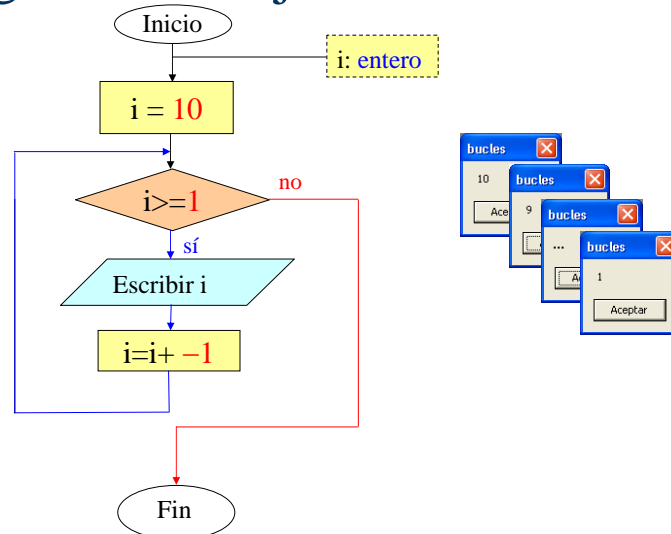 Inicio
i: entero
i = 10
i>=1
no
sí
Escribir i
i=i+ −1
Fin
bucles
10
bucles
9
bucles
...
bucles
1
Aceptar